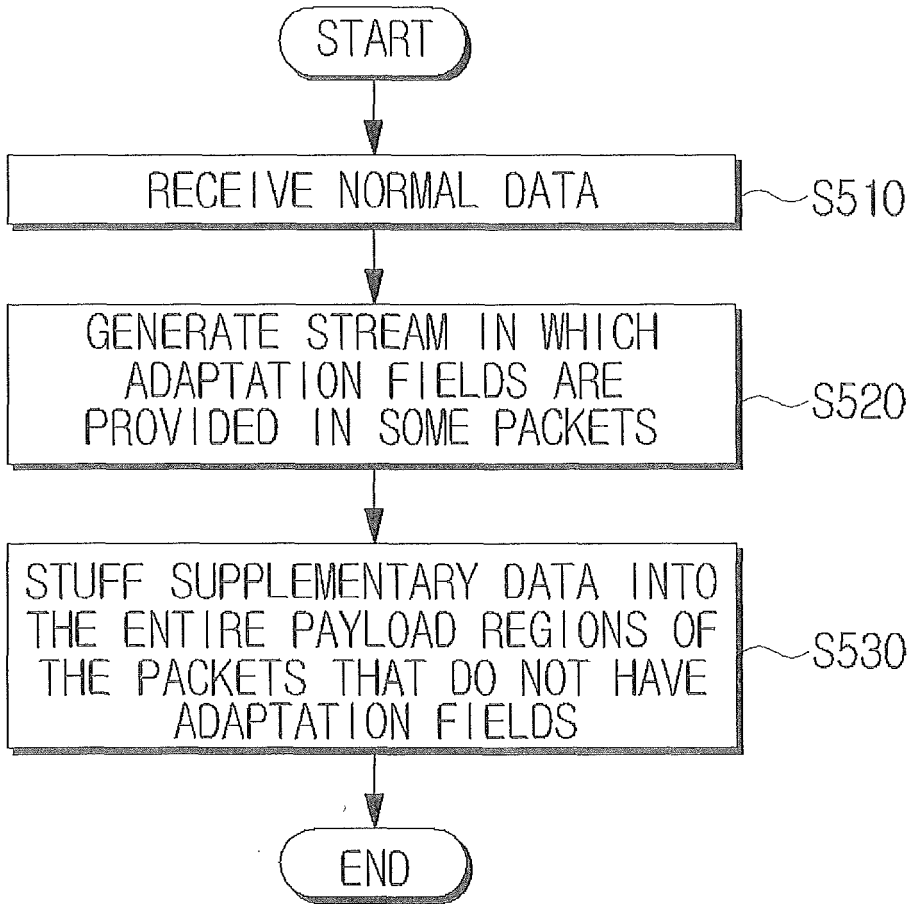 START
RECEIVE NORMAL DATA
S510
GENERATE STREAM IN WHICH
ADAPTATION FIELDS ARE
PROVIDED IN SOME PACKETS
S520
STUFF SUPPLEMENTARY DATA INTO
THE ENTIRE PAYLOAD REGIONS OF
THE PACKETS THAT DO NOT HAVE
ADAPTATION FIELDS
S530
END